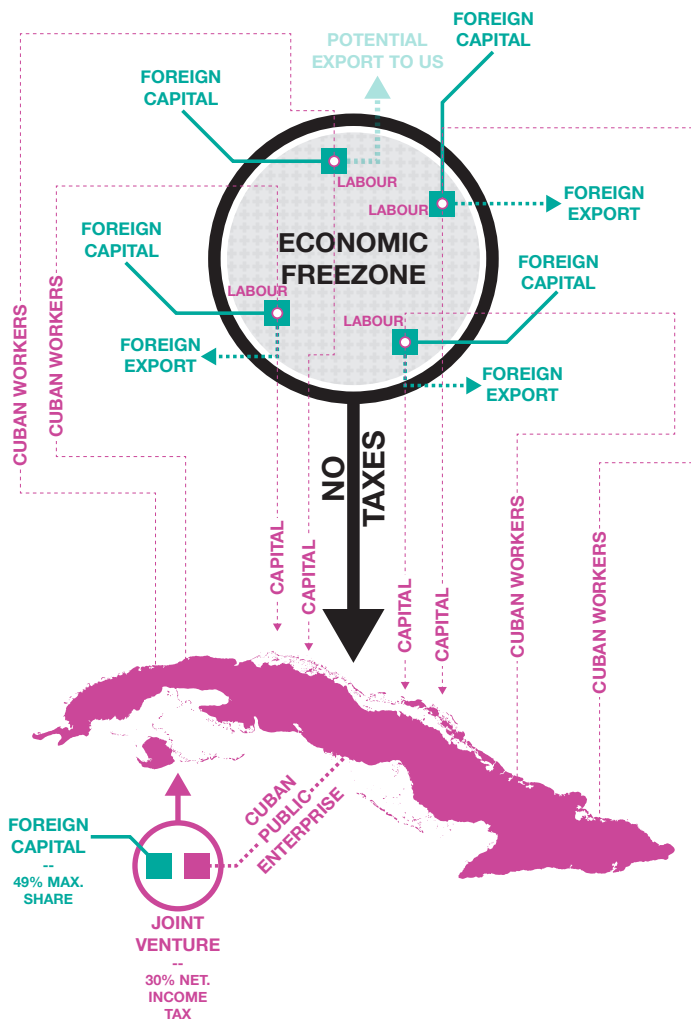 FOREIGN
CAPITAL
POTENTIAL
EXPORT TO US
FOREIGN
CAPITAL
LABOUR
LABOUR
FOREIGN
EXPORT
ECONOMIC
FREEZONE
FOREIGN
CAPITAL
FOREIGN
CAPITAL
LABOUR
LABOUR
FOREIGN
EXPORT
FOREIGN
EXPORT
CUBAN WORKERS
CUBAN WORKERS
NO
TAXES
CAPITAL
CAPITAL
CAPITAL
CAPITAL
CUBAN WORKERS
CUBAN WORKERS
CUBAN
PUBLIC
ENTERPRISE
FOREIGN
CAPITAL
--
49% MAX.
SHARE
JOINT
VENTURE
--
30% NET.
INCOME
TAX